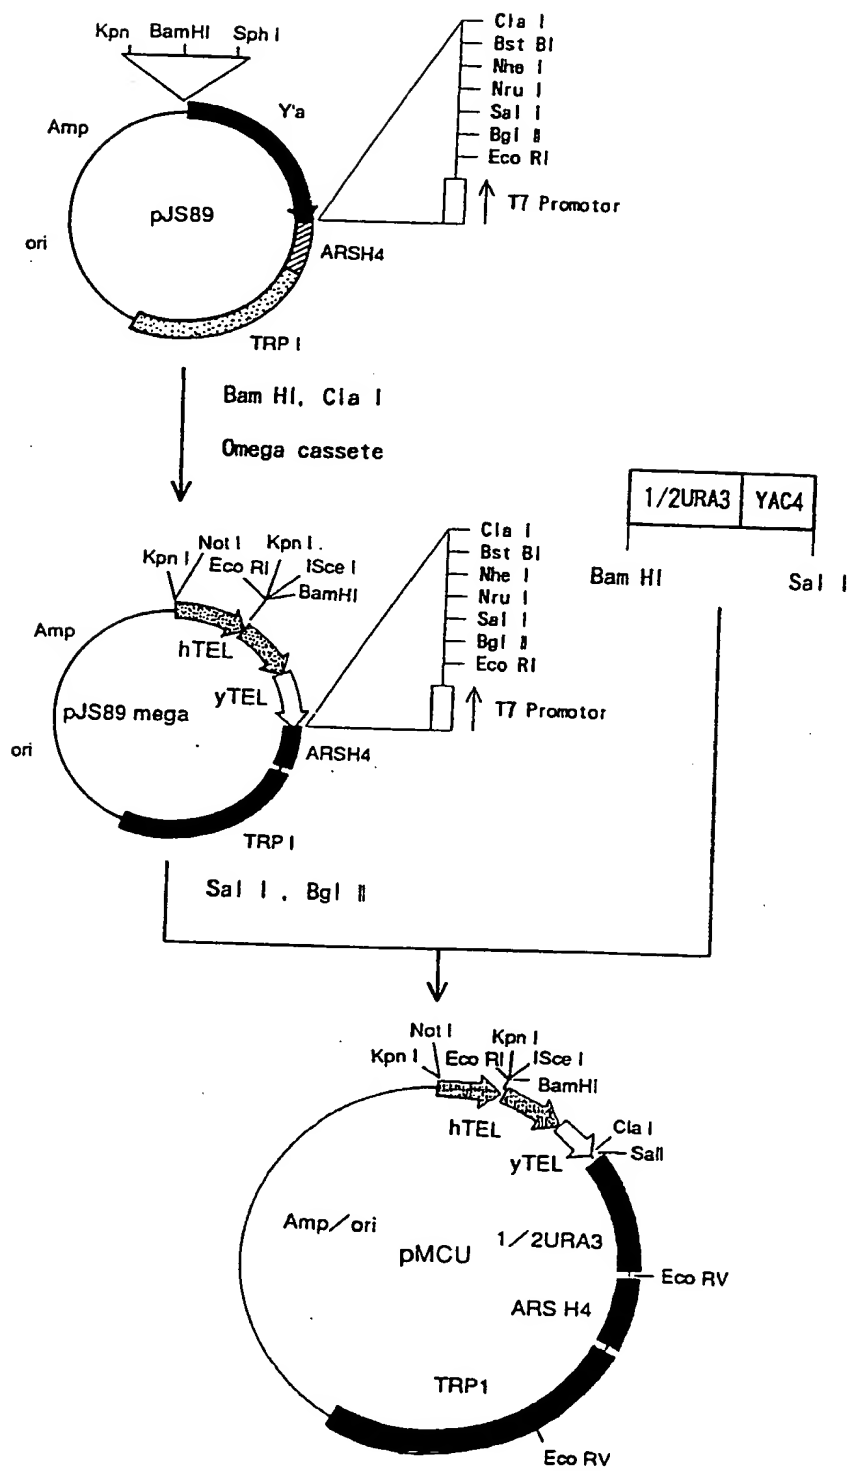 Kpn BamHI Sph I
Cla I
Bst BI
Nhe I
Nru I
Sal I
Bgl II
Eco RI
T7 Promotor
Y'a
Amp
pJS89
ori
ARSH4
TRP I
Bam HI, Cla I
Omega cassete
1/2URA3 YAC4
Bam HI Sal I
Kpn I Not I Eco RI Kpn I. ISce I BamHI
Cla I
Bst BI
Nhe I
Nru I
Sal I
Bgl II
Eco RI
T7 Promotor
Amp
hTEL
yTEL
pJS89 mega
ori
ARSH4
TRP I
Sal I, Bgl II
Not I
Kpn I
Eco RI
Kpn I
ISce I
BamHI
hTEL
yTEL
Cla I
SalI
Amp/ori
pMCU
1/2URA3
Eco RV
ARS H4
TRP1
Eco RV